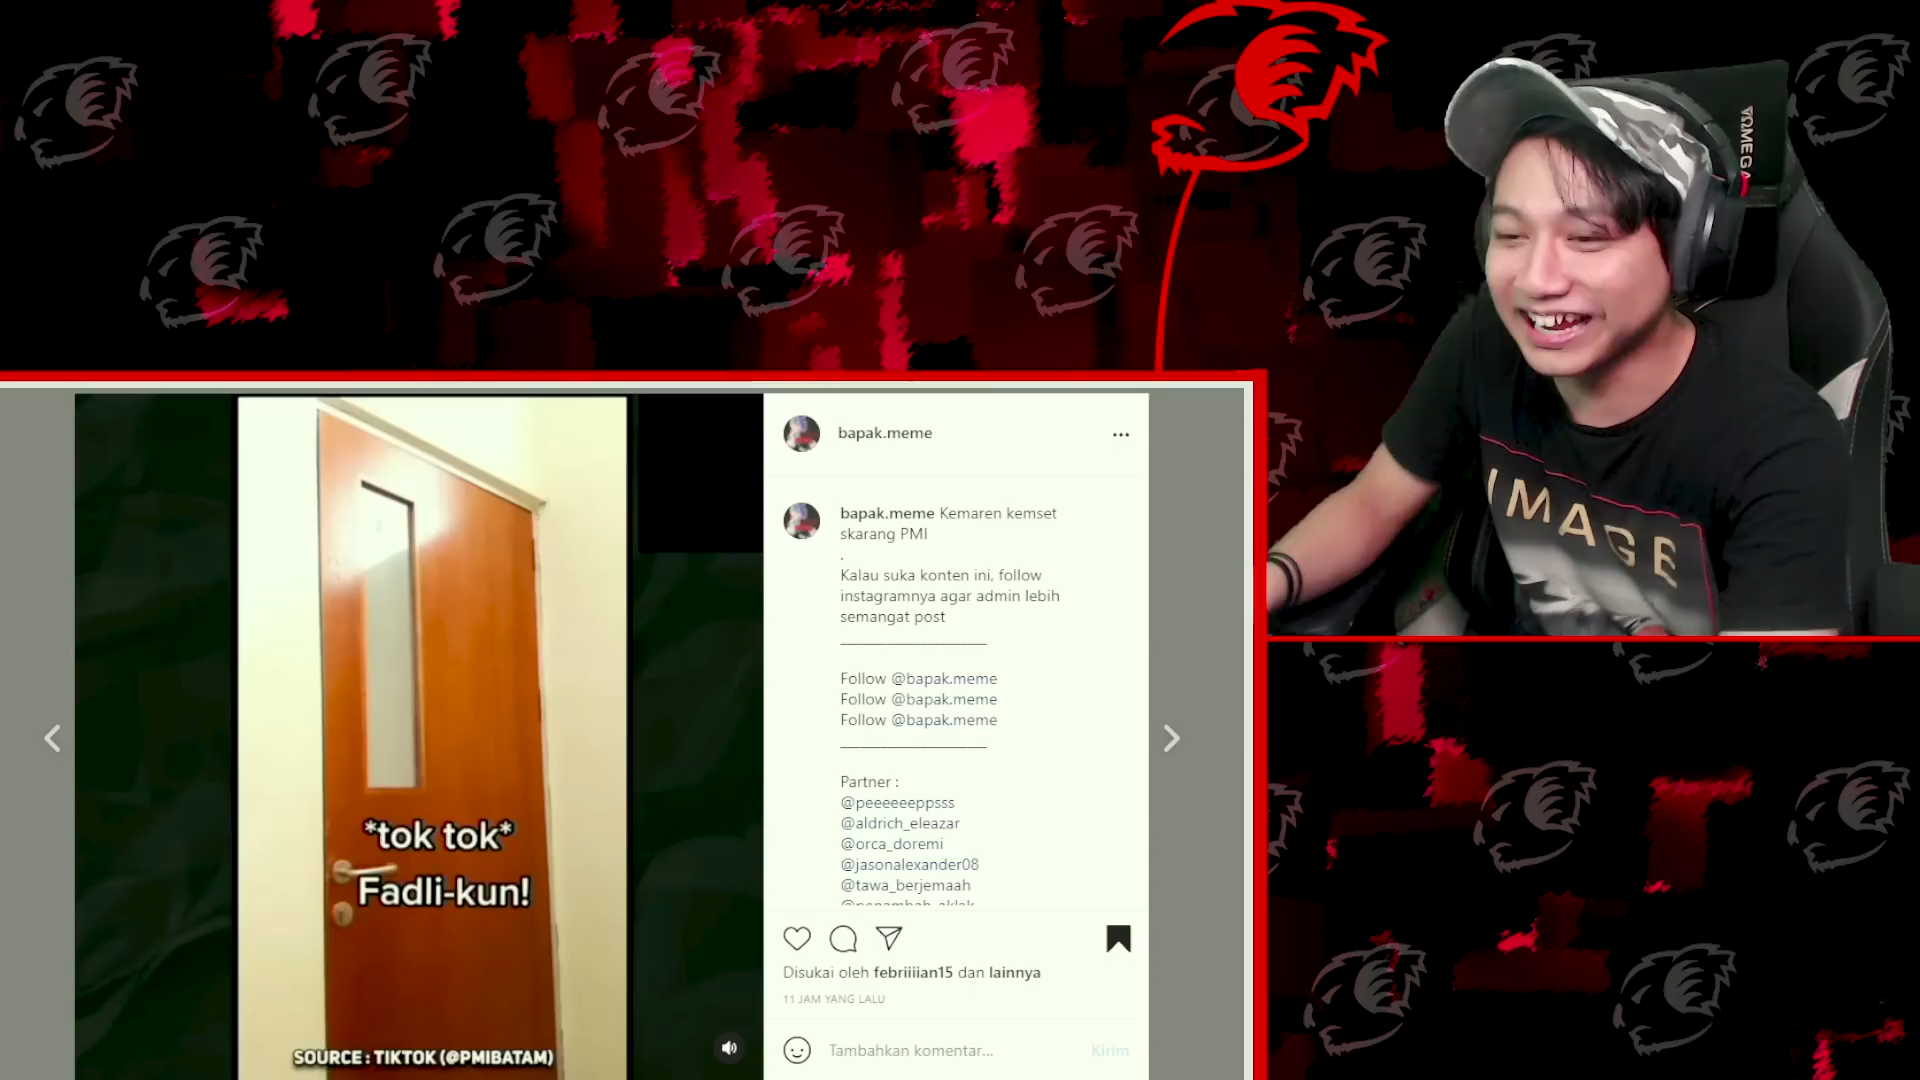 YOMEGA
IMAGE
*tok tok*
Fadli-kun!
SOURCE : TIKTOK (@PMIBATAM)
bapak.meme
bapak.meme Kemaren kemset
skarang PMI
.
Kalau suka konten ini, follow
instagramnya agar admin lebih
semangat post
Follow @bapak.meme
Follow @bapak.meme
Follow @bapak.meme
Partner :
@peeeeeeppsss
@aldrich_eleazar
@orca_doremi
@jasonalexander08
@tawa_berjemaah
Disukai oleh febriiiiian15 dan lainnya
11 JAM YANG LALU
Tambahkan komentar...
Kirim